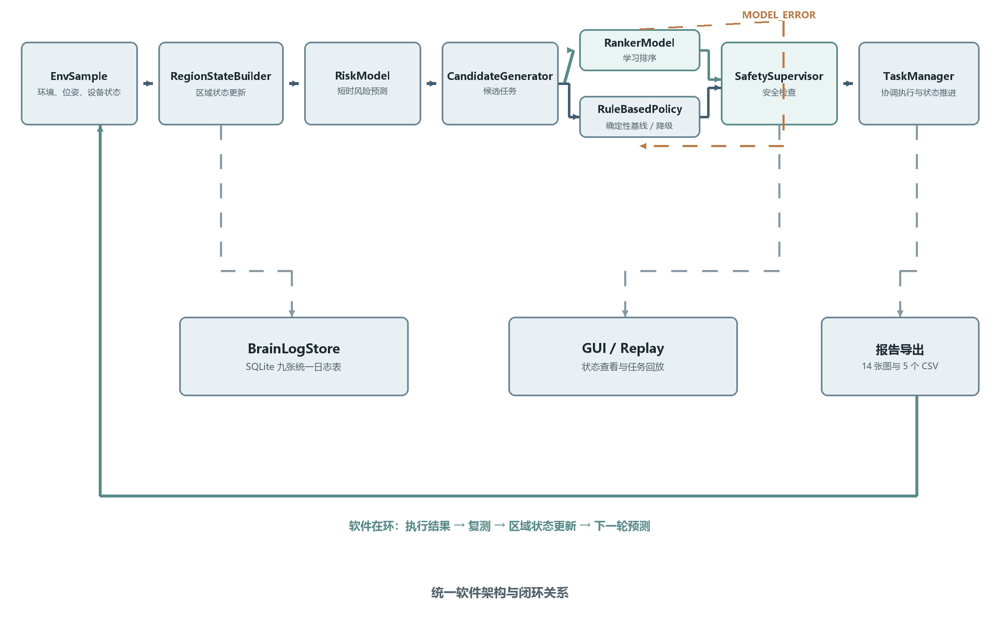 MODEL_ERROR
EnvSample
环境、位姿、设备状态
RegionStateBuilder
区域状态更新
RiskModel
短时风险预测
CandidateGenerator
候选任务
RankerModel
学习排序
RuleBasedPolicy
确定性基线 / 降级
SafetySupervisor
安全检查
TaskManager
协调执行与状态推进
BrainLogStore
SQLite 九张统一日志表
GUI / Replay
状态查看与任务回放
报告导出
14 张图与 5 个 CSV
软件在环：执行结果 → 复测 → 区域状态更新 → 下一轮预测
统一软件架构与闭环关系